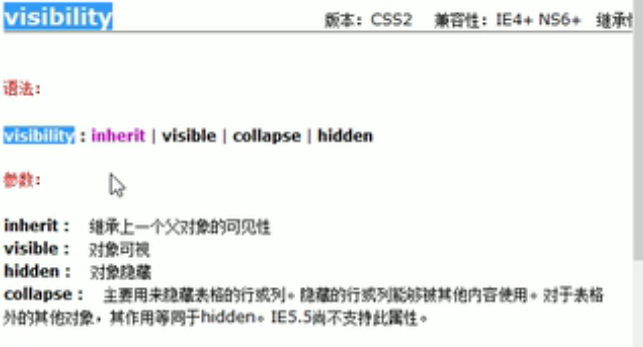 visibility 版本：CSS2 兼容性：IE4+ NS6+ 继承
语法：
visibility : inherit | visible | collapse | hidden
参数：
inherit： 继承上一个父对象的可见性
visible： 对象可视
hidden： 对象隐藏
collapse： 主要用来隐藏表格的行或列。隐藏的行或列能够被其他内容使用。对于表格
外的其他对象，其作用等同于hidden。IE5.5尚不支持此属性。